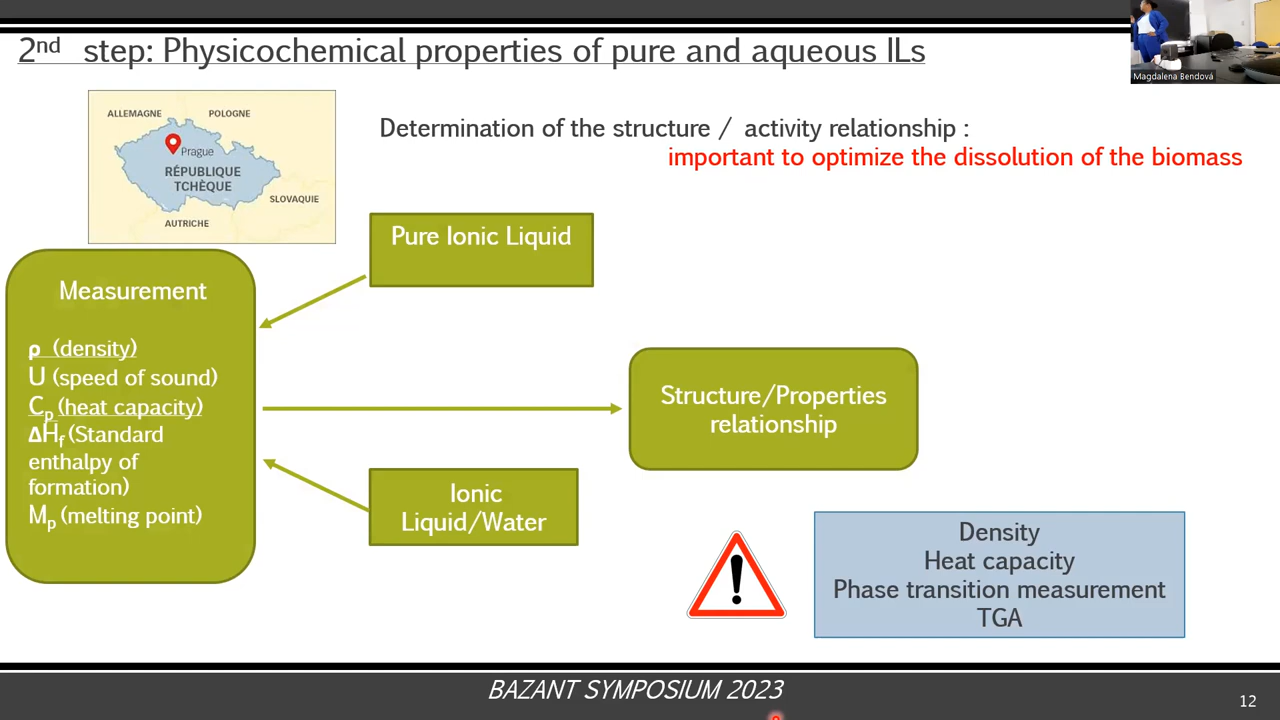 2nd step: Physicochemical properties of pure and aqueous ILs
Magdalena Bendová
ALLEMAGNE
POLOGNE
Prague
RÉPUBLIQUE
TCHÈQUE
SLOVAQUIE
AUTRICHE
Determination of the structure / activity relationship :
important to optimize the dissolution of the biomass
Pure Ionic Liquid
Measurement
ρ (density)
U (speed of sound)
Cp (heat capacity)
ΔHf (Standard
enthalpy of
formation)
Mp (melting point)
Structure/Properties
relationship
Ionic
Liquid/Water
Density
Heat capacity
Phase transition measurement
TGA
BAZANT SYMPOSIUM 2023
12